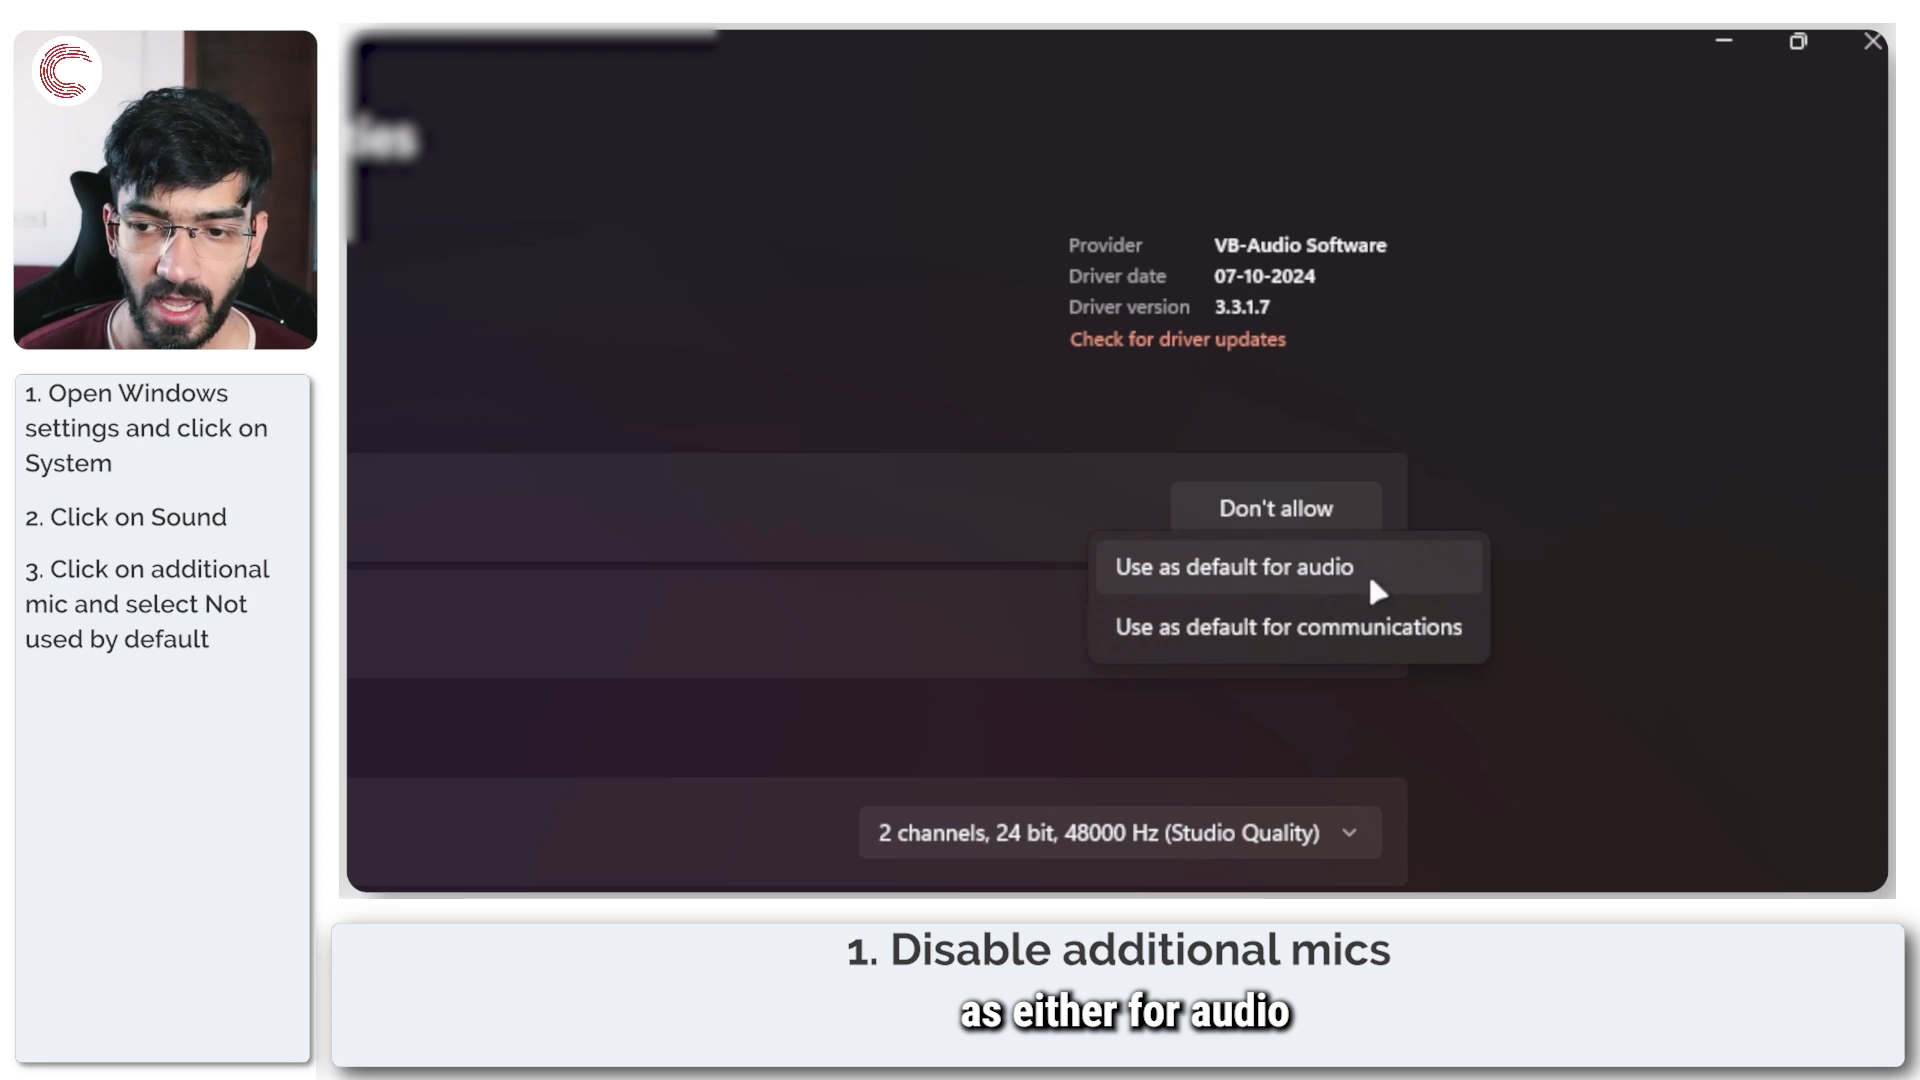 1. Open Windows
settings and click on
System
2. Click on Sound
3. Click on additional
mic and select Not
used by default
Provider VB-Audio Software
Driver date 07-10-2024
Driver version 3.3.1.7
Check for driver updates
Don't allow
Use as default for audio
Use as default for communications
2 channels, 24 bit, 48000 Hz (Studio Quality)
1. Disable additional mics
as either for audio